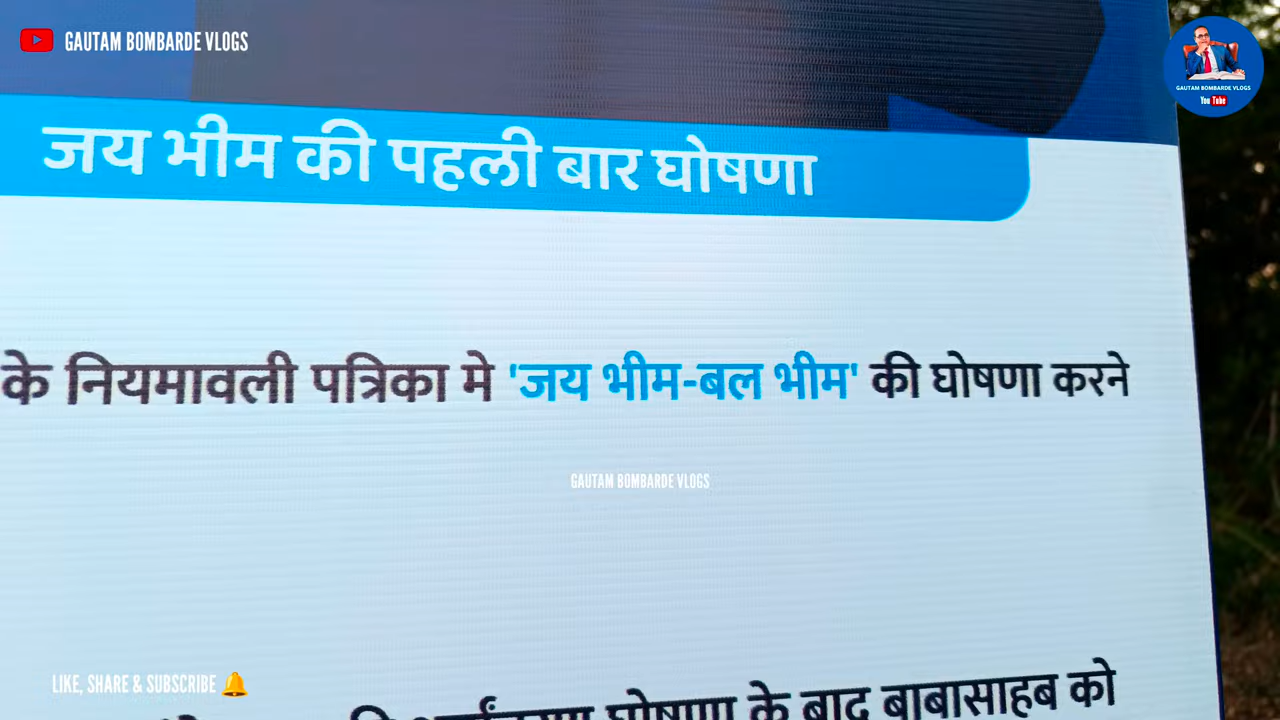 GAUTAM BOMBARDE VLOGS
GAUTAM BOMBARDE VLOGS
You Tube
जय भीम की पहली बार घोषणा
के नियमावली पत्रिका मे 'जय भीम-बल भीम' की घोषणा करने
GAUTAM BOMBARDE VLOGS
घोषणा के बाद बाबासाहब को
LIKE, SHARE & SUBSCRIBE